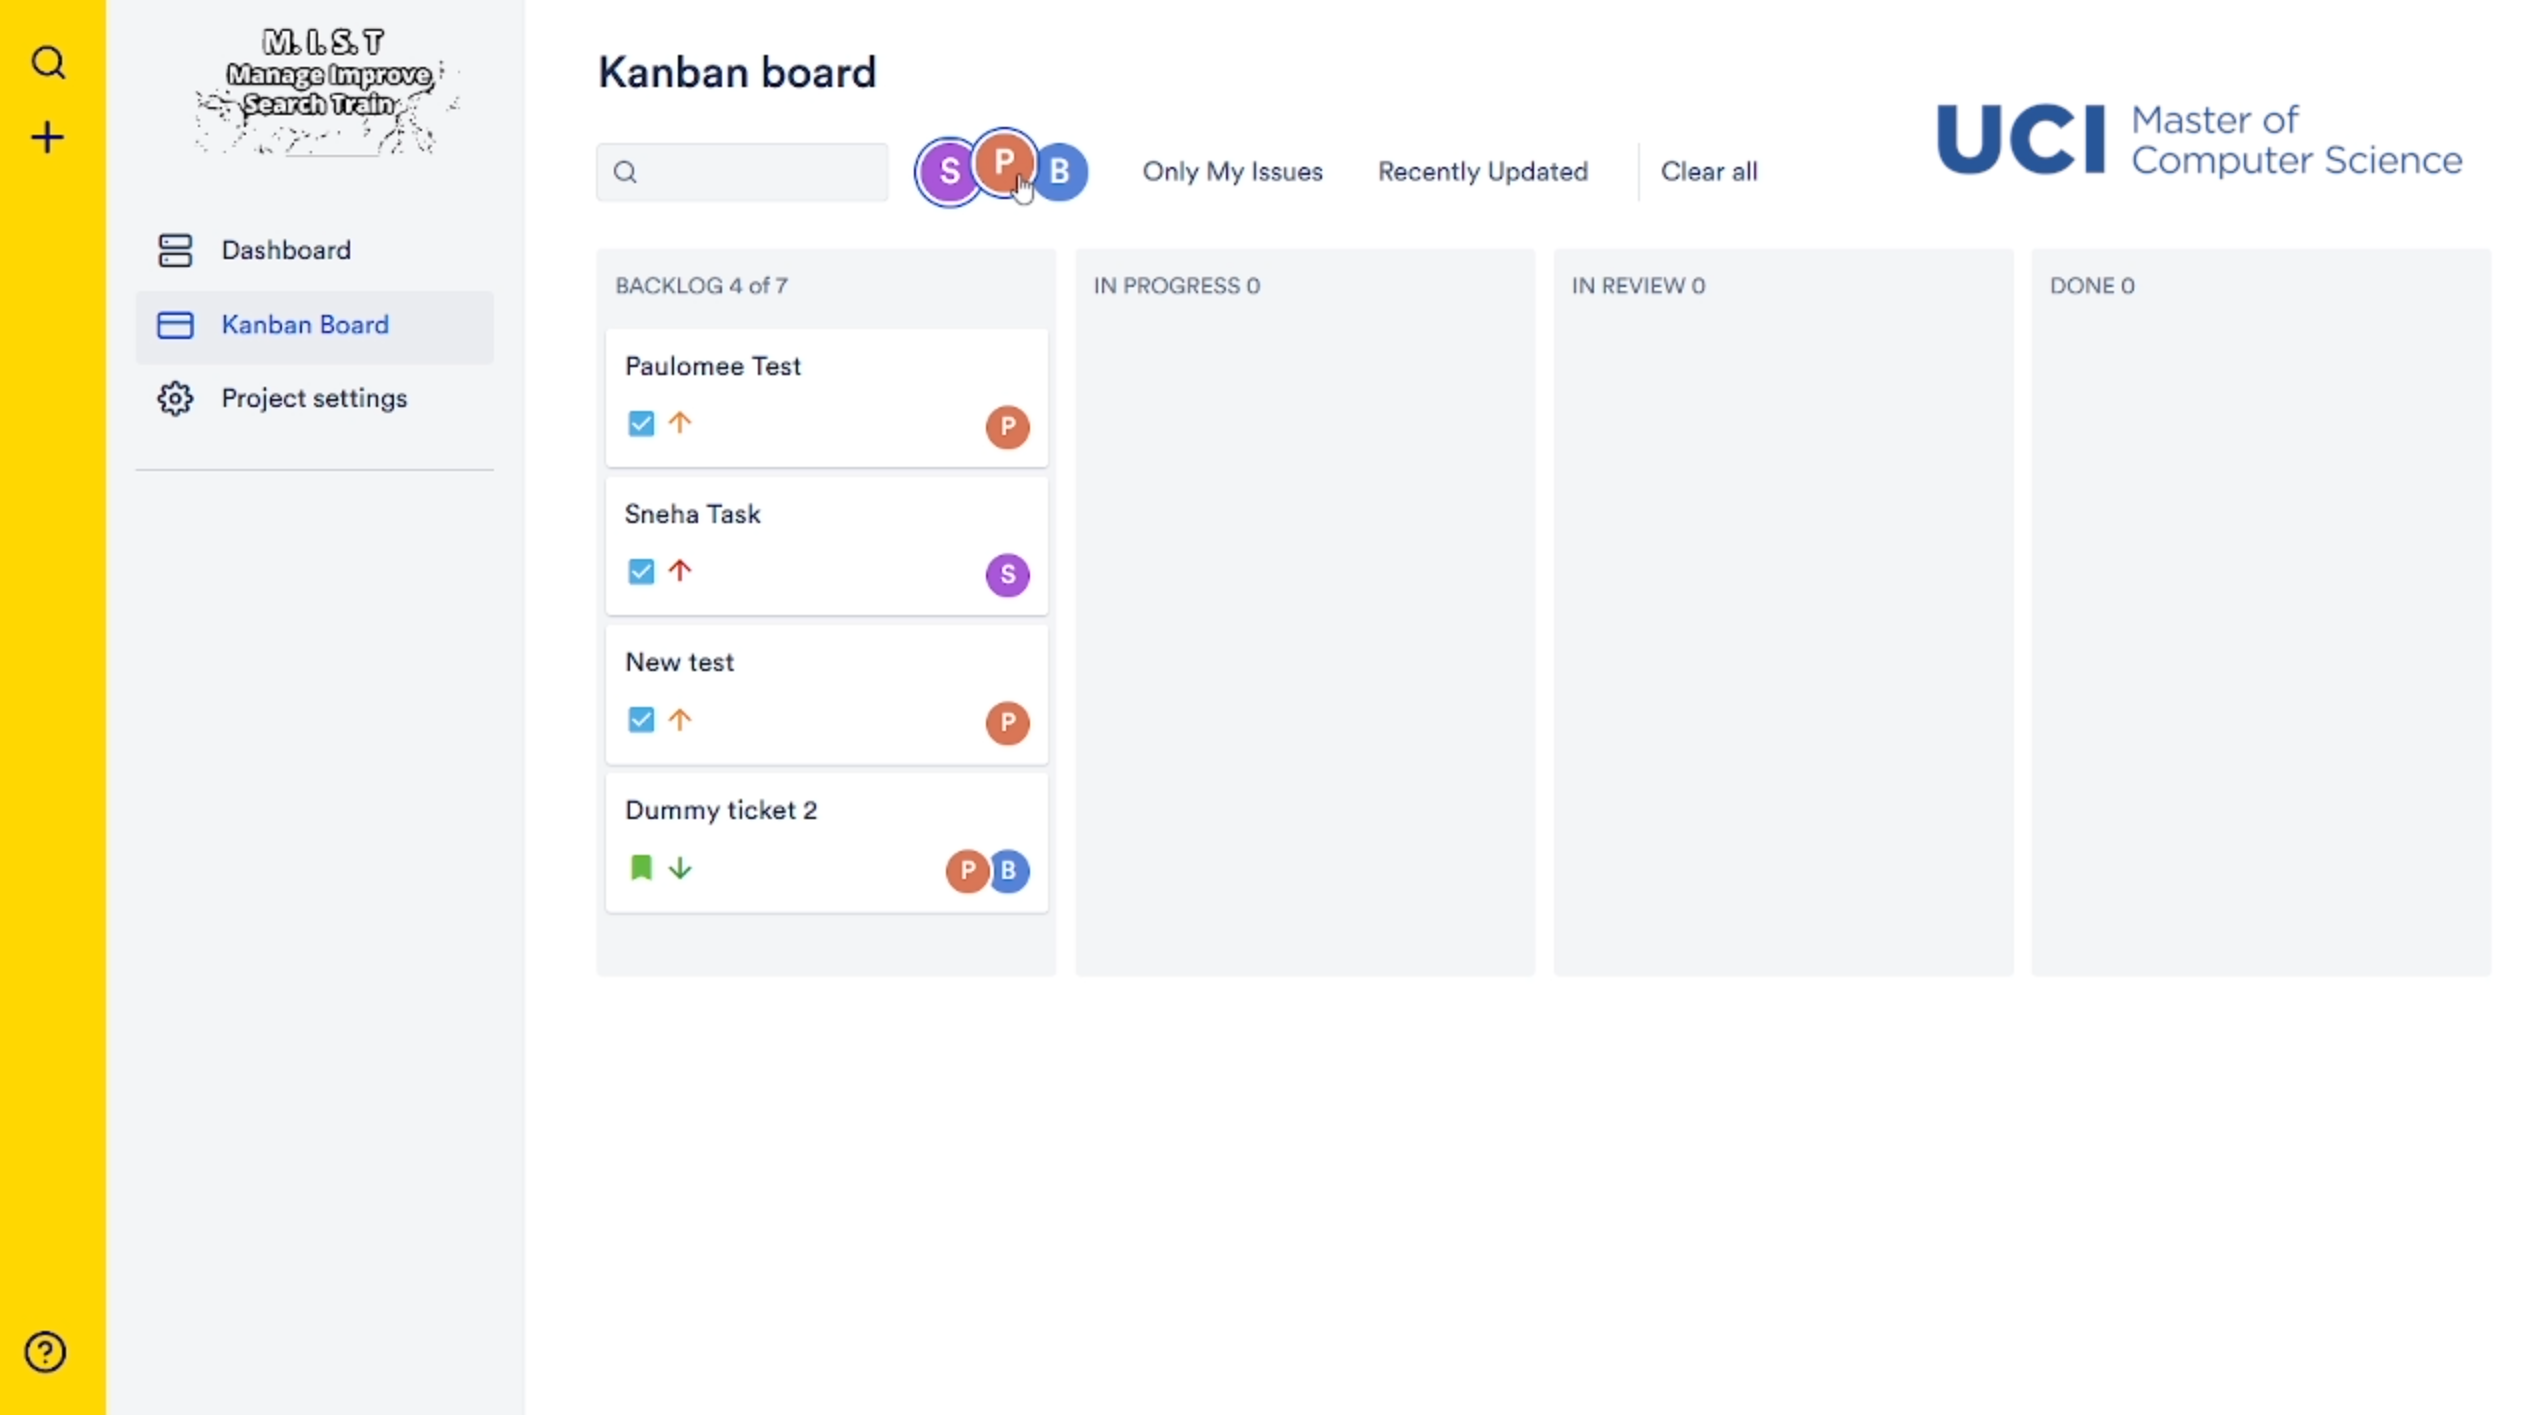 M. I. S. T
Manage Improve,
Search Train
Dashboard
Kanban Board
Project settings
Kanban board
S P B
Only My Issues
Recently Updated
Clear all
UCI
Master of
Computer Science
BACKLOG 4 of 7
Paulomee Test
P
Sneha Task
S
New test
P
Dummy ticket 2
P B
IN PROGRESS 0
IN REVIEW 0
DONE 0